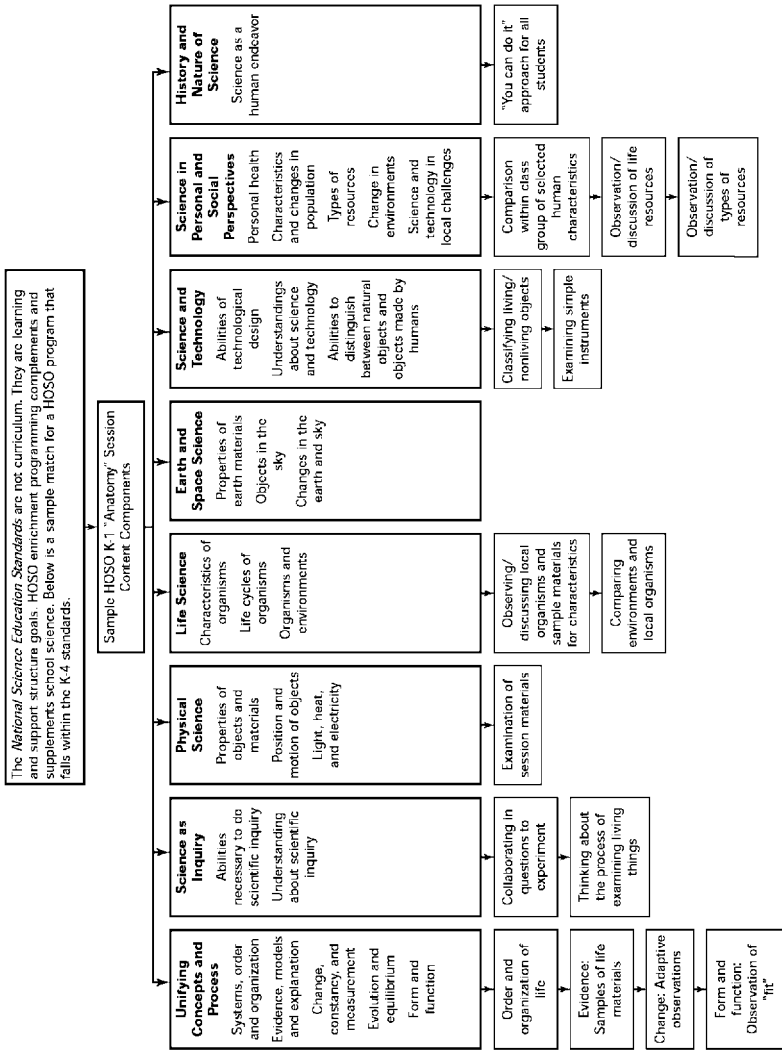 The National Science Education Standards are not curriculum. They are learning
and support structure goals. HOSO enrichment programming complements and
supplements school science. Below is a sample match for a HOSO program that
falls within the K-4 standards.
Sample HOSO K-1 "Anatomy" Session
Content Components
Unifying
Concepts and
Process
Systems, order
and organization
Evidence, models
and explanation
Change,
constancy, and
measurement
Evolution and
equilibrium
Form and
function
Order and
organization of
life
Evidence:
Samples of life
materials
Change: Adaptive
observations
Form and
function:
Observation of
"fit"
Science as
Inquiry
Abilities
necessary to do
scientific inquiry
Understanding
about scientific
inquiry
Collaborating in
questions to
experiment
Thinking about
the process of
examining living
things
Physical
Science
Properties of
objects and
materials
Position and
motion of objects
Light, heat,
and electricity
Examination of
session materials
Life Science
Characteristics of
organisms
Life cycles of
organisms
Organisms and
environments
Observing/
discussing local
organisms and
sample materials
for characteristics
Comparing
environments and
local organisms
Earth and
Space Science
Properties of
earth materials
Objects in the
sky
Changes in the
earth and sky
Science and
Technology
Abilities of
technological
design
Understandings
about science
and technology
Abilities to
distinguish
between natural
objects and
objects made by
humans
Classifying living/
nonliving objects
Examining simple
instruments
Science in
Personal and
Social
Perspectives
Personal health
Characteristics
and changes in
population
Types of
resources
Change in
environments
Science and
technology in
local challenges
Comparison
within class
group of selected
human
characteristics
Observation/
discussion of life
resources
Observation/
discussion of
types of
resources
History and
Nature of
Science
Science as a
human endeavor
"You can do it"
approach for all
students